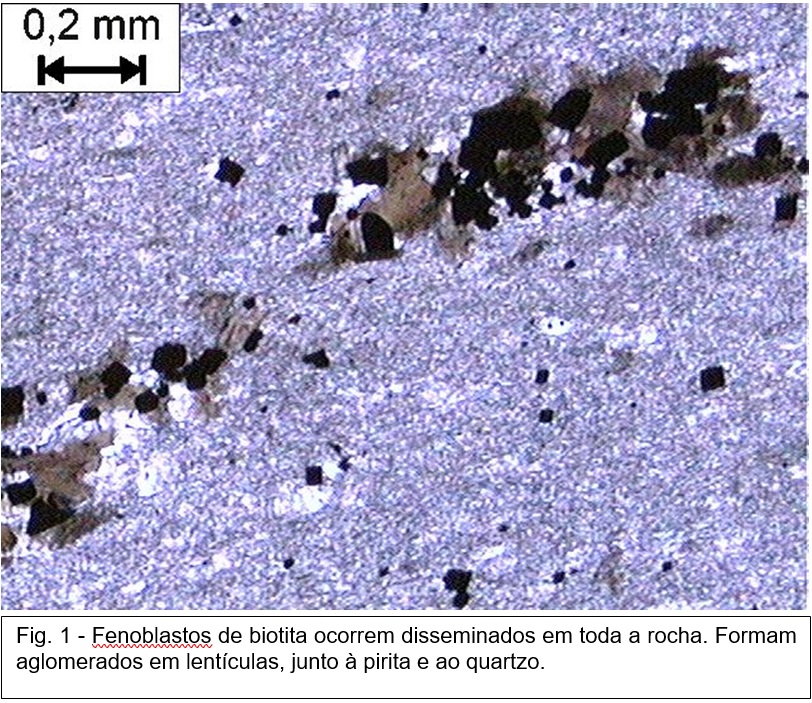 0,2 mm
Fig. 1 - Fenoblastos de biotita ocorrem disseminados em toda a rocha. Formam
aglomerados em lentículas, junto à pirita e ao quartzo.